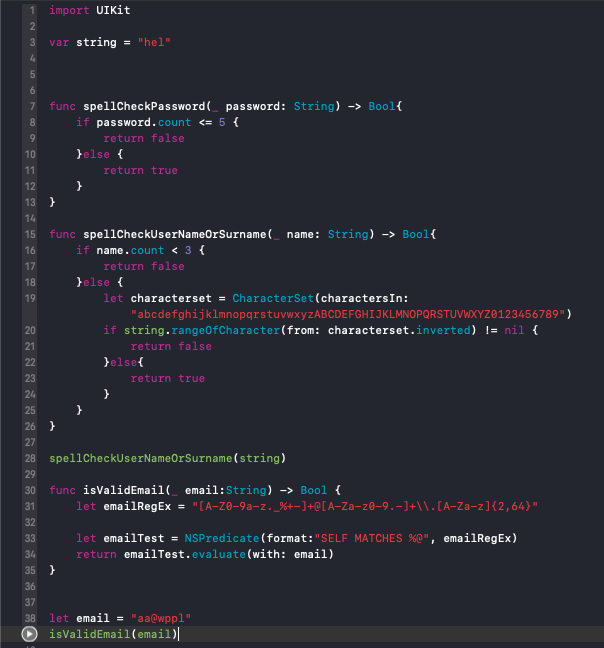 1 import UIKit
2
3 var string = "hel"
4
5
6
7 func spellCheckPassword(_ password: String) -> Bool{
8 if password.count <= 5 {
9 return false
10 }else {
11 return true
12 }
13 }
14
15 func spellCheckUserNameOrSurname(_ name: String) -> Bool{
16 if name.count < 3 {
17 return false
18 }else {
19 let characterset = CharacterSet(charactersIn:
"abcdefghijklmnopqrstuvwxyzABCDEFGHIJKLMNOPQRSTUVWXYZ0123456789")
20 if string.rangeOfCharacter(from: characterset.inverted) != nil {
21 return false
22 }else{
23 return true
24 }
25 }
26 }
27
28 spellCheckUserNameOrSurname(string)
29
30 func isValidEmail(_ email:String) -> Bool {
31 let emailRegEx = "[A-Z0-9a-z._%+-]+@[A-Za-z0-9.-]+\\.[A-Za-z]{2,64}"
32
33 let emailTest = NSPredicate(format:"SELF MATCHES %@", emailRegEx)
34 return emailTest.evaluate(with: email)
35 }
36
37
38 let email = "aa@wppl"
isValidEmail(email)